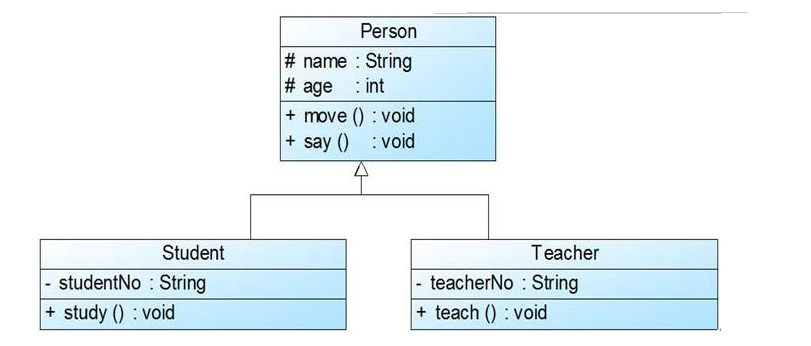 Person
# name : String
# age : int
+ move () : void
+ say () : void
Student
- studentNo : String
+ study () : void
Teacher
- teacherNo : String
+ teach () : void